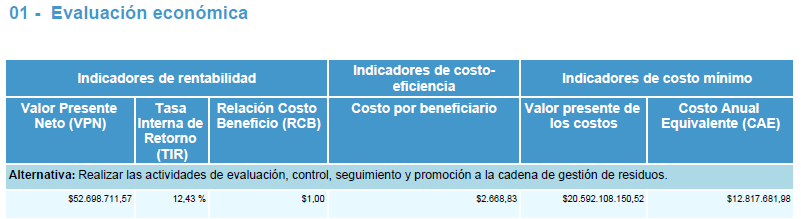 01 - Evaluación económica
Indicadores de rentabilidad
Indicadores de costo-
eficiencia
Indicadores de costo mínimo
Valor Presente
Neto (VPN)
Tasa
Interna de
Retorno
(TIR)
Relación Costo
Beneficio (RCB)
Costo por beneficiario
Valor presente de
los costos
Costo Anual
Equivalente (CAE)
Alternativa: Realizar las actividades de evaluación, control, seguimiento y promoción a la cadena de gestión de residuos.
$52.698.711,57 12,43 % $1,00 $2.668,83 $20.592.108.150,52 $12.817.681,98